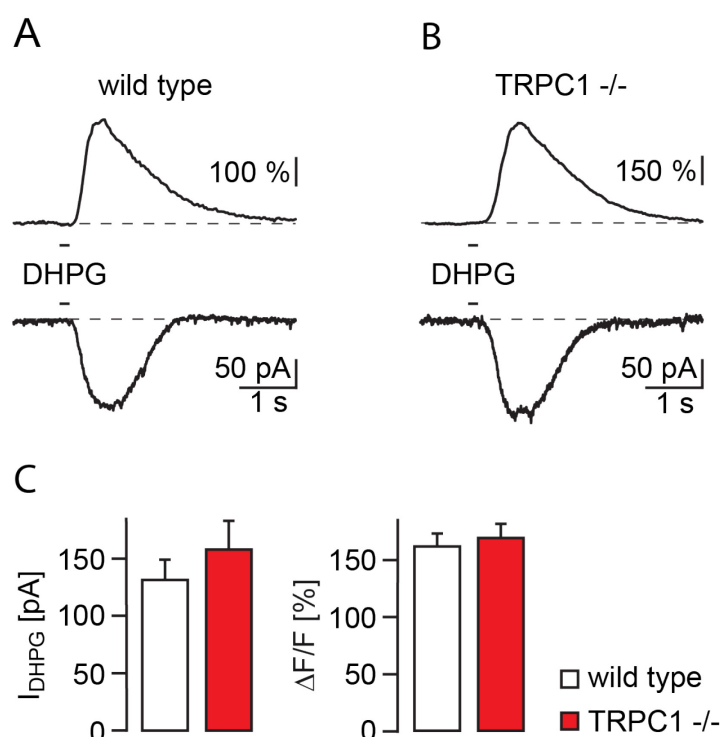 A
B
wild type
TRPC1 -/-
100 %
150 %
DHPG
DHPG
50 pA
1 s
50 pA
1 s
C
I_DHPG [pA]
150
100
50
0
ΔF/F [%]
150
100
50
0
wild type
TRPC1 -/-